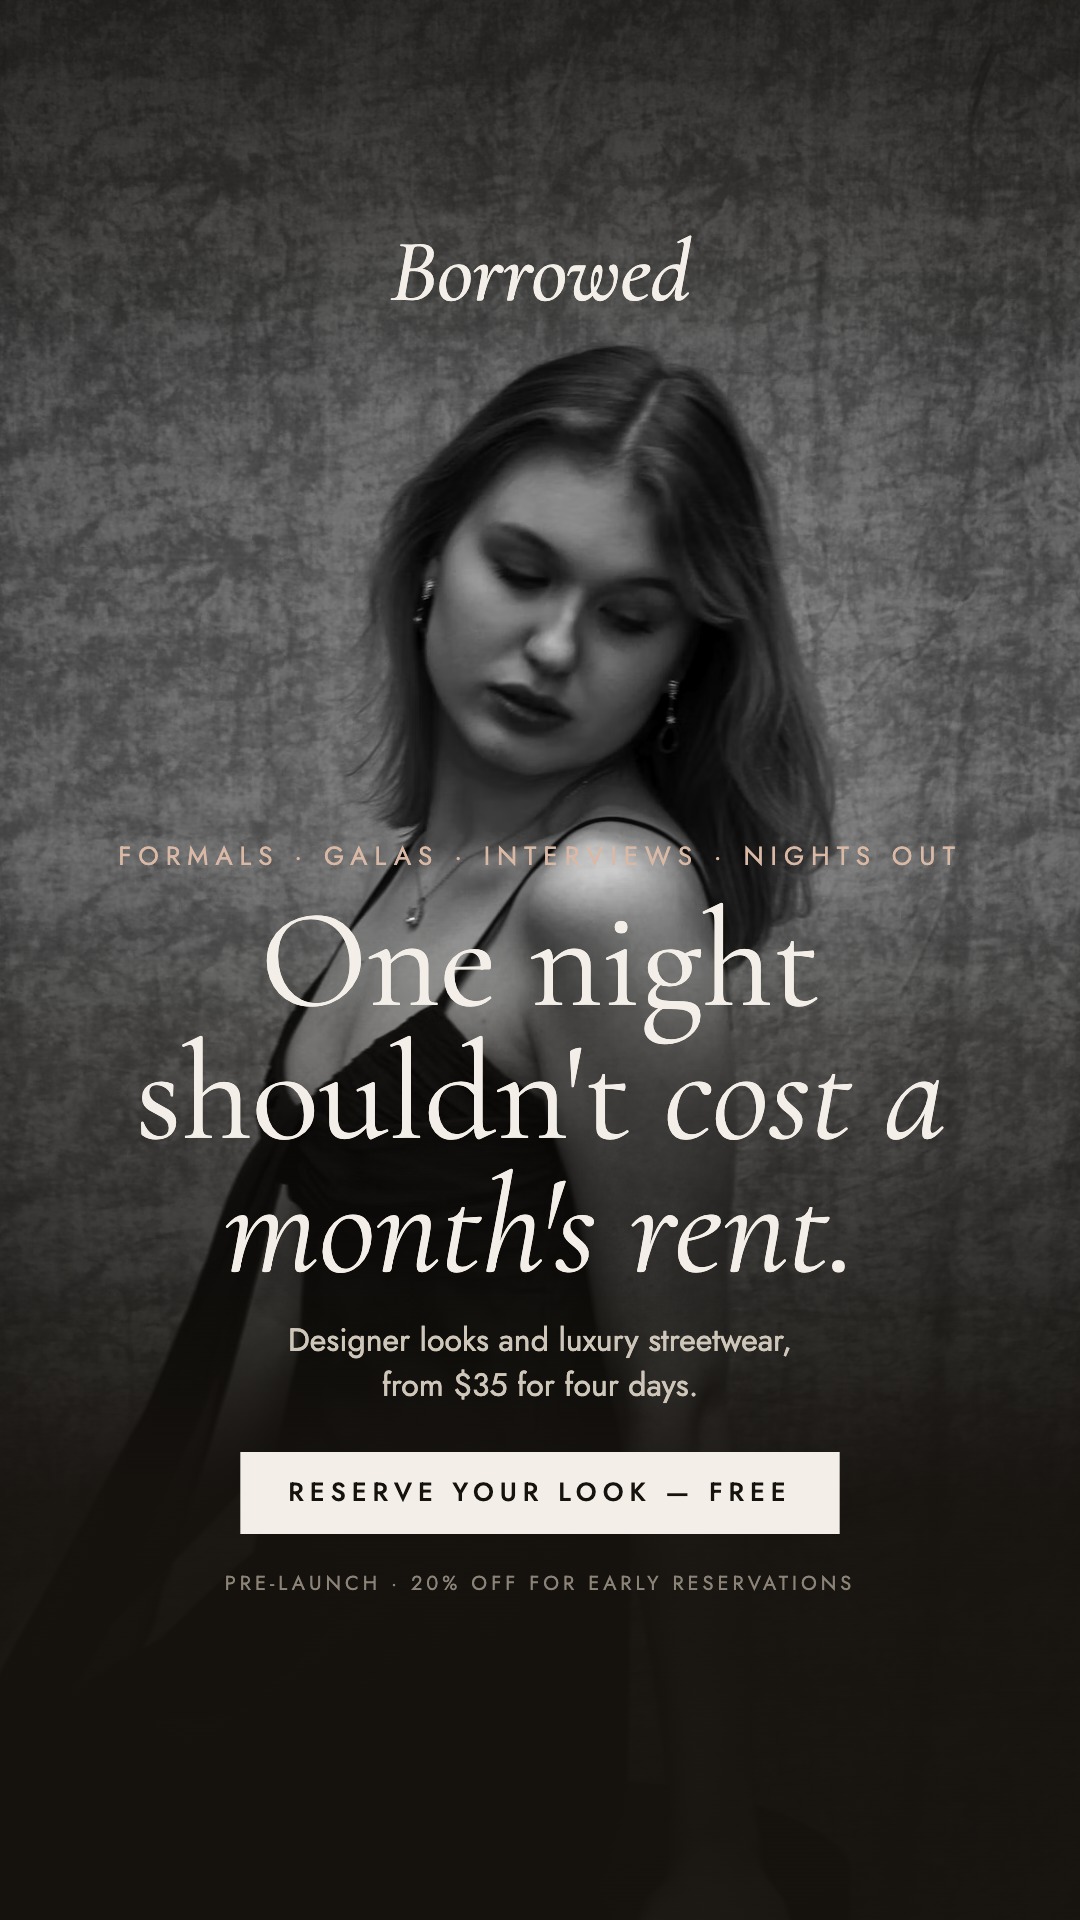 Borrowed
FORMALS · GALAS · INTERVIEWS · NIGHTS OUT
One night
shouldn't cost a
month's rent.
Designer looks and luxury streetwear,
from $35 for four days.
RESERVE YOUR LOOK — FREE
PRE-LAUNCH · 20% OFF FOR EARLY RESERVATIONS